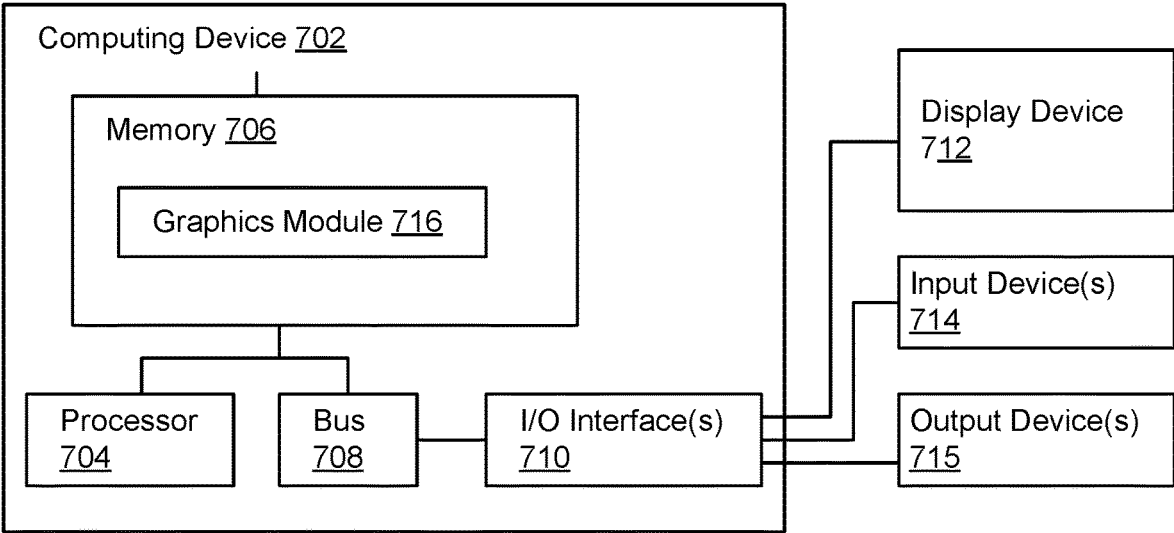 Computing Device 702
Memory 706
Graphics Module 716
Processor
704
Bus
708
I/O Interface(s)
710
Display Device
712
Input Device(s)
714
Output Device(s)
715